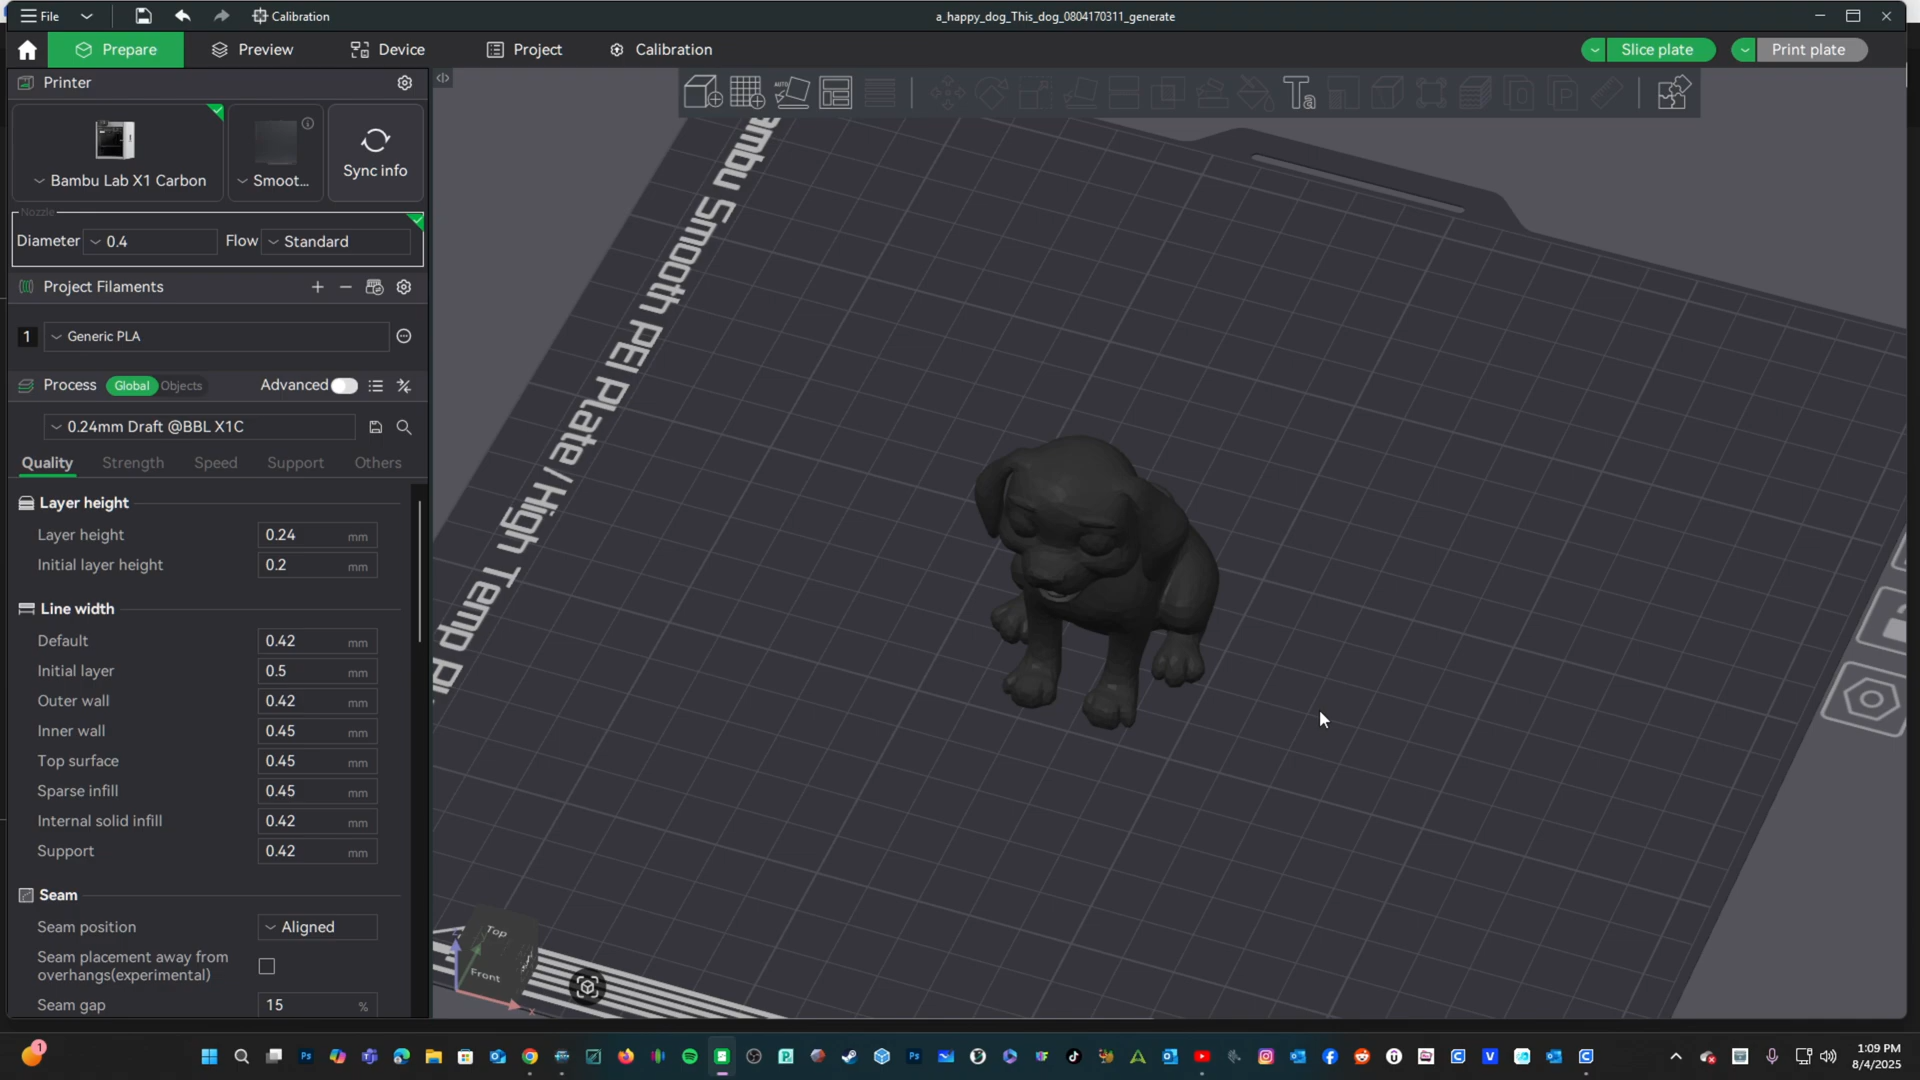 File
Calibration
a_happy_dog_This_dog_0804170311_generate
Prepare
Preview
Device
Project
Calibration
Slice plate
Print plate
Printer
Bambu Lab X1 Carbon
Smoot...
Sync info
Nozzle
Diameter
0.4
Flow
Standard
Project Filaments
1
Generic PLA
Process
Global
Objects
Advanced
0.24mm Draft @BBL X1C
Quality
Strength
Speed
Support
Others
Layer height
Layer height
0.24 mm
Initial layer height
0.2 mm
Line width
Default
0.42 mm
Initial layer
0.5 mm
Outer wall
0.42 mm
Inner wall
0.45 mm
Top surface
0.45 mm
Sparse infill
0.45 mm
Internal solid infill
0.42 mm
Support
0.42 mm
Seam
Seam position
Aligned
Seam placement away from
overhangs(experimental)
Seam gap
15 %
AUTO
Ta
ambu Smooth PEI Plate / High Temp Pl
Top
Front
z
x
1
1:09 PM
8/4/2025